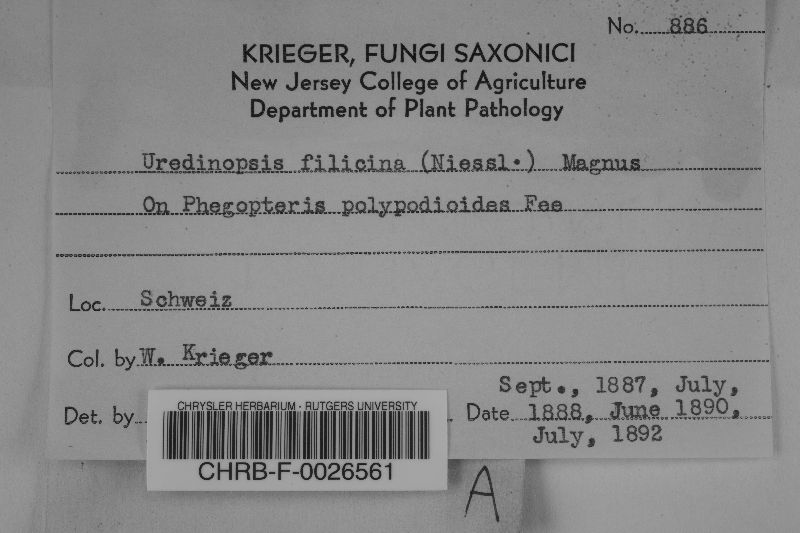 No. 886
KRIEGER, FUNGI SAXONICI
New Jersey College of Agriculture
Department of Plant Pathology
Uredinopsis filicina (Niessl.) Magnus
On Phegopteris polypodioides Fee
Loc. Schweiz
Col. by W. Krieger
Sept., 1887, July,
Det. by Date 1888, June 1890,
July, 1892
CHRYSLER HERBARIUM - RUTGERS UNIVERSITY
CHRB-F-0026561
A